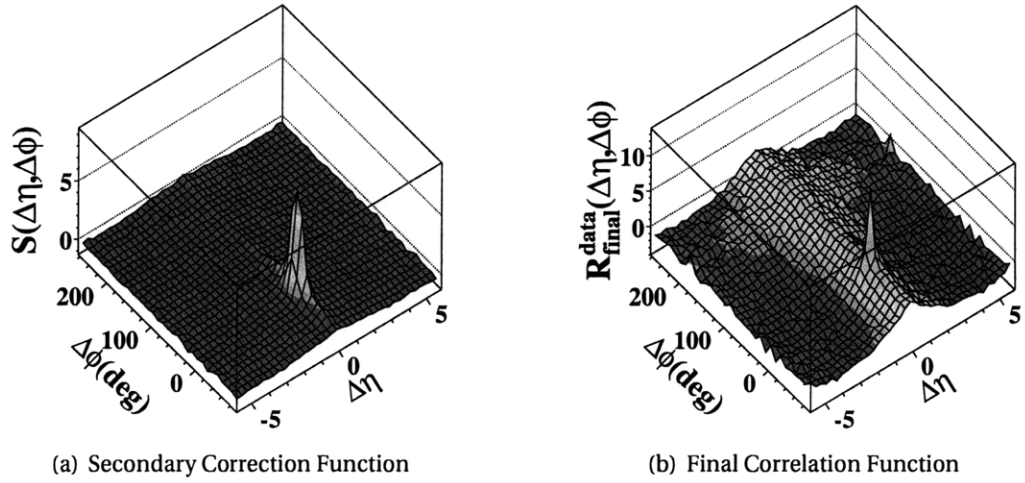 S(Δη,Δϕ)
5
0
200
100
0
Δϕ(deg)
-5
0
5
Δη
(a) Secondary Correction Function
R^data_final(Δη,Δϕ)
10
5
0
200
100
0
Δϕ(deg)
-5
0
5
Δη
(b) Final Correlation Function